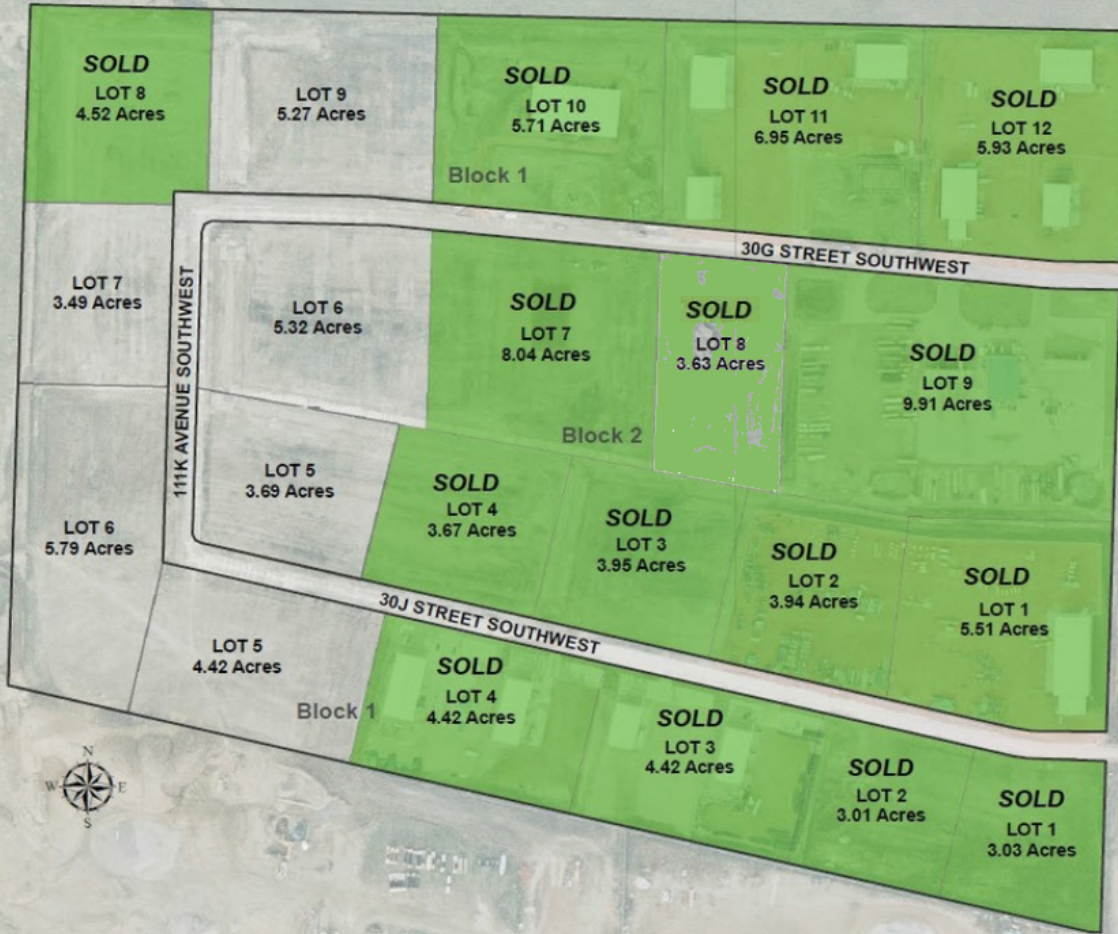 SOLD
LOT 8
4.52 Acres
LOT 9
5.27 Acres
SOLD
LOT 10
5.71 Acres
SOLD
LOT 11
6.95 Acres
SOLD
LOT 12
5.93 Acres
Block 1
30G STREET SOUTHWEST
LOT 7
3.49 Acres
111K AVENUE SOUTHWEST
LOT 6
5.32 Acres
SOLD
LOT 7
8.04 Acres
SOLD
LOT 8
3.63 Acres
SOLD
LOT 9
9.91 Acres
Block 2
LOT 6
5.79 Acres
LOT 5
3.69 Acres
SOLD
LOT 4
3.67 Acres
SOLD
LOT 3
3.95 Acres
SOLD
LOT 2
3.94 Acres
SOLD
LOT 1
5.51 Acres
30J STREET SOUTHWEST
LOT 5
4.42 Acres
Block 1
SOLD
LOT 4
4.42 Acres
SOLD
LOT 3
4.42 Acres
SOLD
LOT 2
3.01 Acres
SOLD
LOT 1
3.03 Acres
N
W E
S